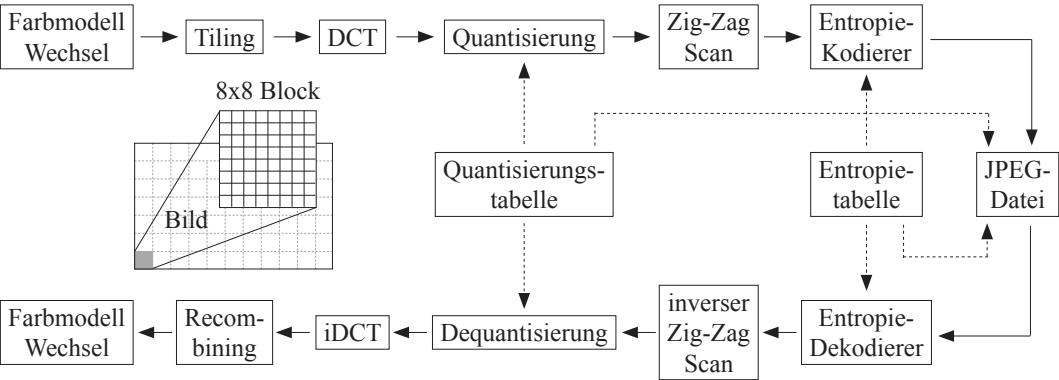 Farbmodell
Wechsel
Tiling
DCT
Quantisierung
Zig-Zag
Scan
Entropie-
Kodierer
8x8 Block
Bild
Quantisierungs-
tabelle
Entropie-
tabelle
JPEG-
Datei
Farbmodell
Wechsel
Recom-
bining
iDCT
Dequantisierung
inverser
Zig-Zag
Scan
Entropie-
Dekodierer